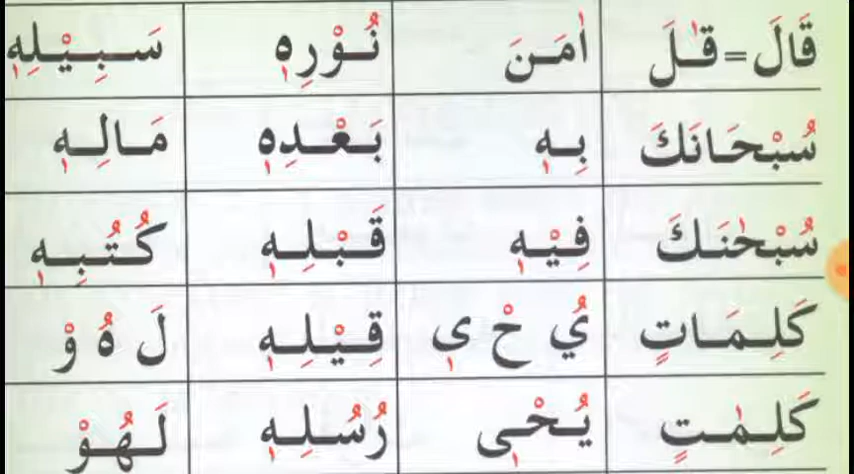 قَالَ = قٰلَ اٰمَنَ نُوْرِهٖ سَبِيْلِهٖ
سُبْحَانَكَ بِهٖ بَعْدِهٖ مَالِهٖ
سُبْحٰنَكَ فِيْهِٖ قَبْلِهٖ كُتُبِهٖ
كَلِمَاتٍ يُ حْ یٖ قِيْلِهٖ لَ هُ وْ
كَلِمٰتٍ يُحْیٖ رُسُلِهٖ لَهُوْ